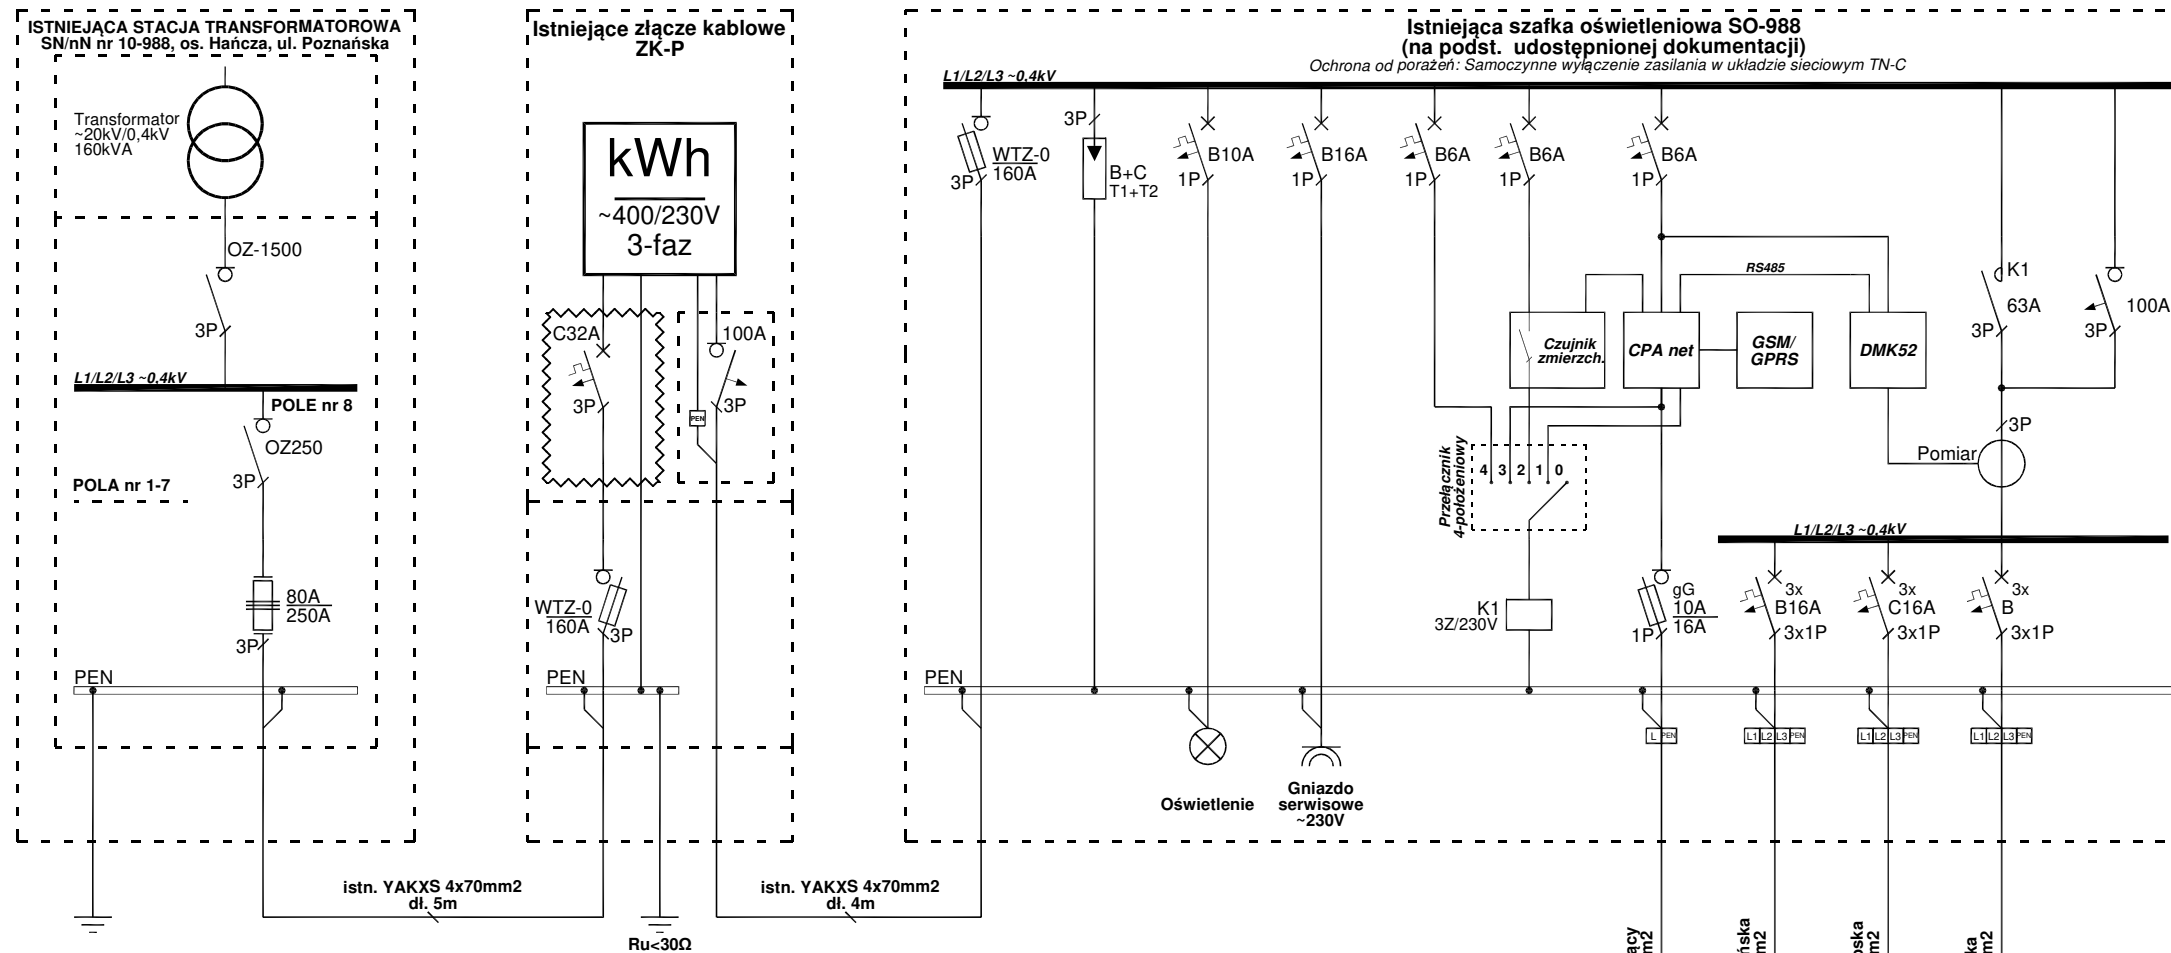 ISTNIEJĄCA STACJA TRANSFORMATOROWA
SN/nN nr 10-988, os. Hańcza, ul. Poznańska
Transformator
~20kV/0,4kV
160kVA
OZ-1500
3P
L1/L2/L3 ~0,4kV
POLE nr 8
OZ250
3P
POLA nr 1-7
80A
250A
3P
PEN
istn. YAKXS 4x70mm2
dł. 5m
Istniejące złącze kablowe
ZK-P
kWh
~400/230V
3-faz
C32A
3P
100A
3P
PEN
WTZ-0
160A
3P
PEN
Ru<30Ω
istn. YAKXS 4x70mm2
dł. 4m
Istniejąca szafka oświetleniowa SO-988
(na podst. udostępnionej dokumentacji)
Ochrona od porażeń: Samoczynne wyłączenie zasilania w układzie sieciowym TN-C
L1/L2/L3 ~0,4kV
WTZ-0
160A
3P
3P
B+C
T1+T2
B10A
1P
B16A
1P
B6A
1P
B6A
1P
B6A
1P
RS485
Czujnik
zmierzch.
CPA net
GSM/
GPRS
DMK52
K1
63A
3P
100A
3P
3P
Pomiar
Przełącznik
4-położeniowy
4 3 2 1 0
L1/L2/L3 ~0,4kV
K1
3Z/230V
gG
10A
16A
1P
3x
B16A
3x1P
3x
C16A
3x1P
3x
B
3x1P
PEN
L PEN
L1 L2 L3 PEN
L1 L2 L3 PEN
L1 L2 L3 PEN
Oświetlenie
Gniazdo
serwisowe
~230V
ący
m2
ńska
m2
oska
m2
ka
m2